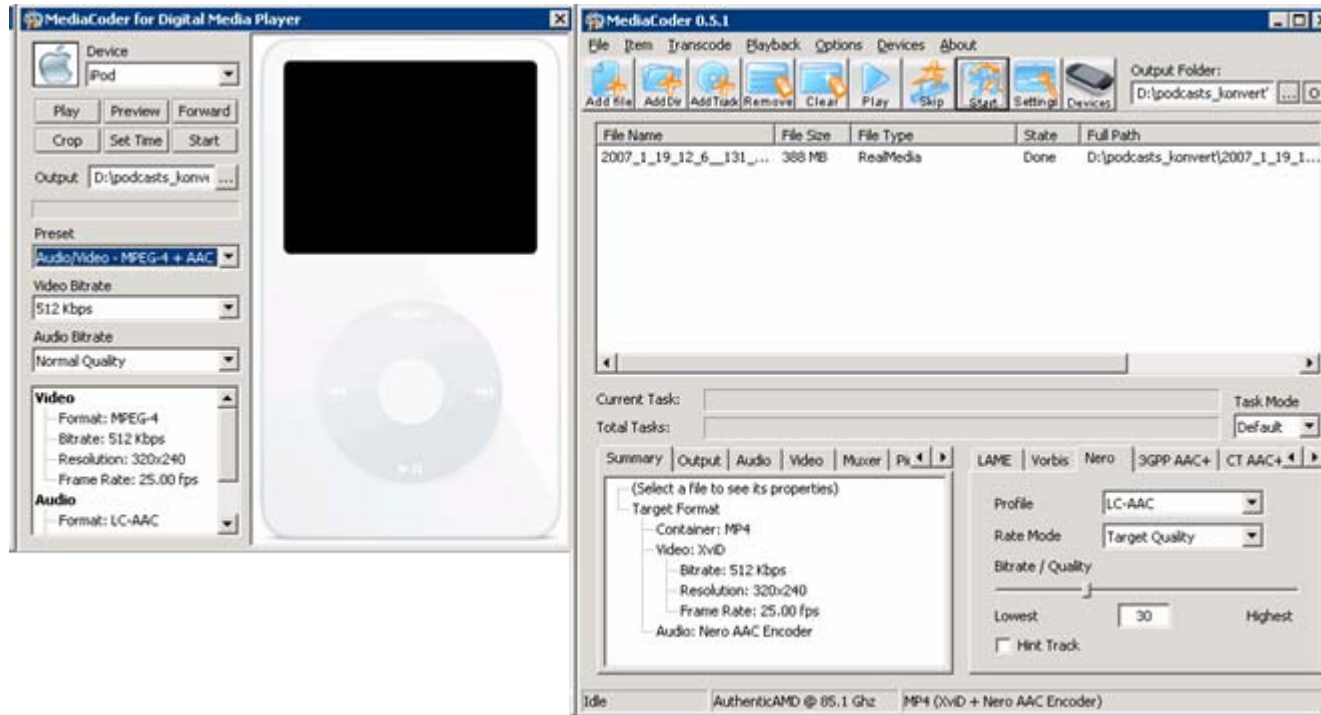 MediaCoder for Digital Media Player
Device
iPod
Play Preview Forward
Crop Set Time Start
Output D:\podcasts_konve ...
Preset
Audio/Video - MPEG-4 + AAC
Video Bitrate
512 Kbps
Audio Bitrate
Normal Quality
Video
Format: MPEG-4
Bitrate: 512 Kbps
Resolution: 320x240
Frame Rate: 25.00 fps
Audio
Format: LC-AAC
MENU
MediaCoder 0.5.1
File Item Transcode Playback Options Devices About
Add file Add Dir Add Track Remove Clear Play Skip Start Settings Devices
Output Folder:
D:\podcasts_konvert\ ... O
File Name File Size File Type State Full Path
2007_1_19_12_6__131_... 388 MB RealMedia Done D:\podcasts_konvert\2007_1_19_1...
Current Task:
Task Mode
Total Tasks:
Default
Summary Output Audio Video Muxer
(Select a file to see its properties)
Target Format
Container: MP4
Video: XviD
Bitrate: 512 Kbps
Resolution: 320x240
Frame Rate: 25.00 fps
Audio: Nero AAC Encoder
LAME Vorbis Nero 3GPP AAC+ CT AAC+
Profile LC-AAC
Rate Mode Target Quality
Bitrate / Quality
Lowest 30 Highest
Hint Track
Idle AuthenticAMD @ 85.1 Ghz MP4 (XviD + Nero AAC Encoder)